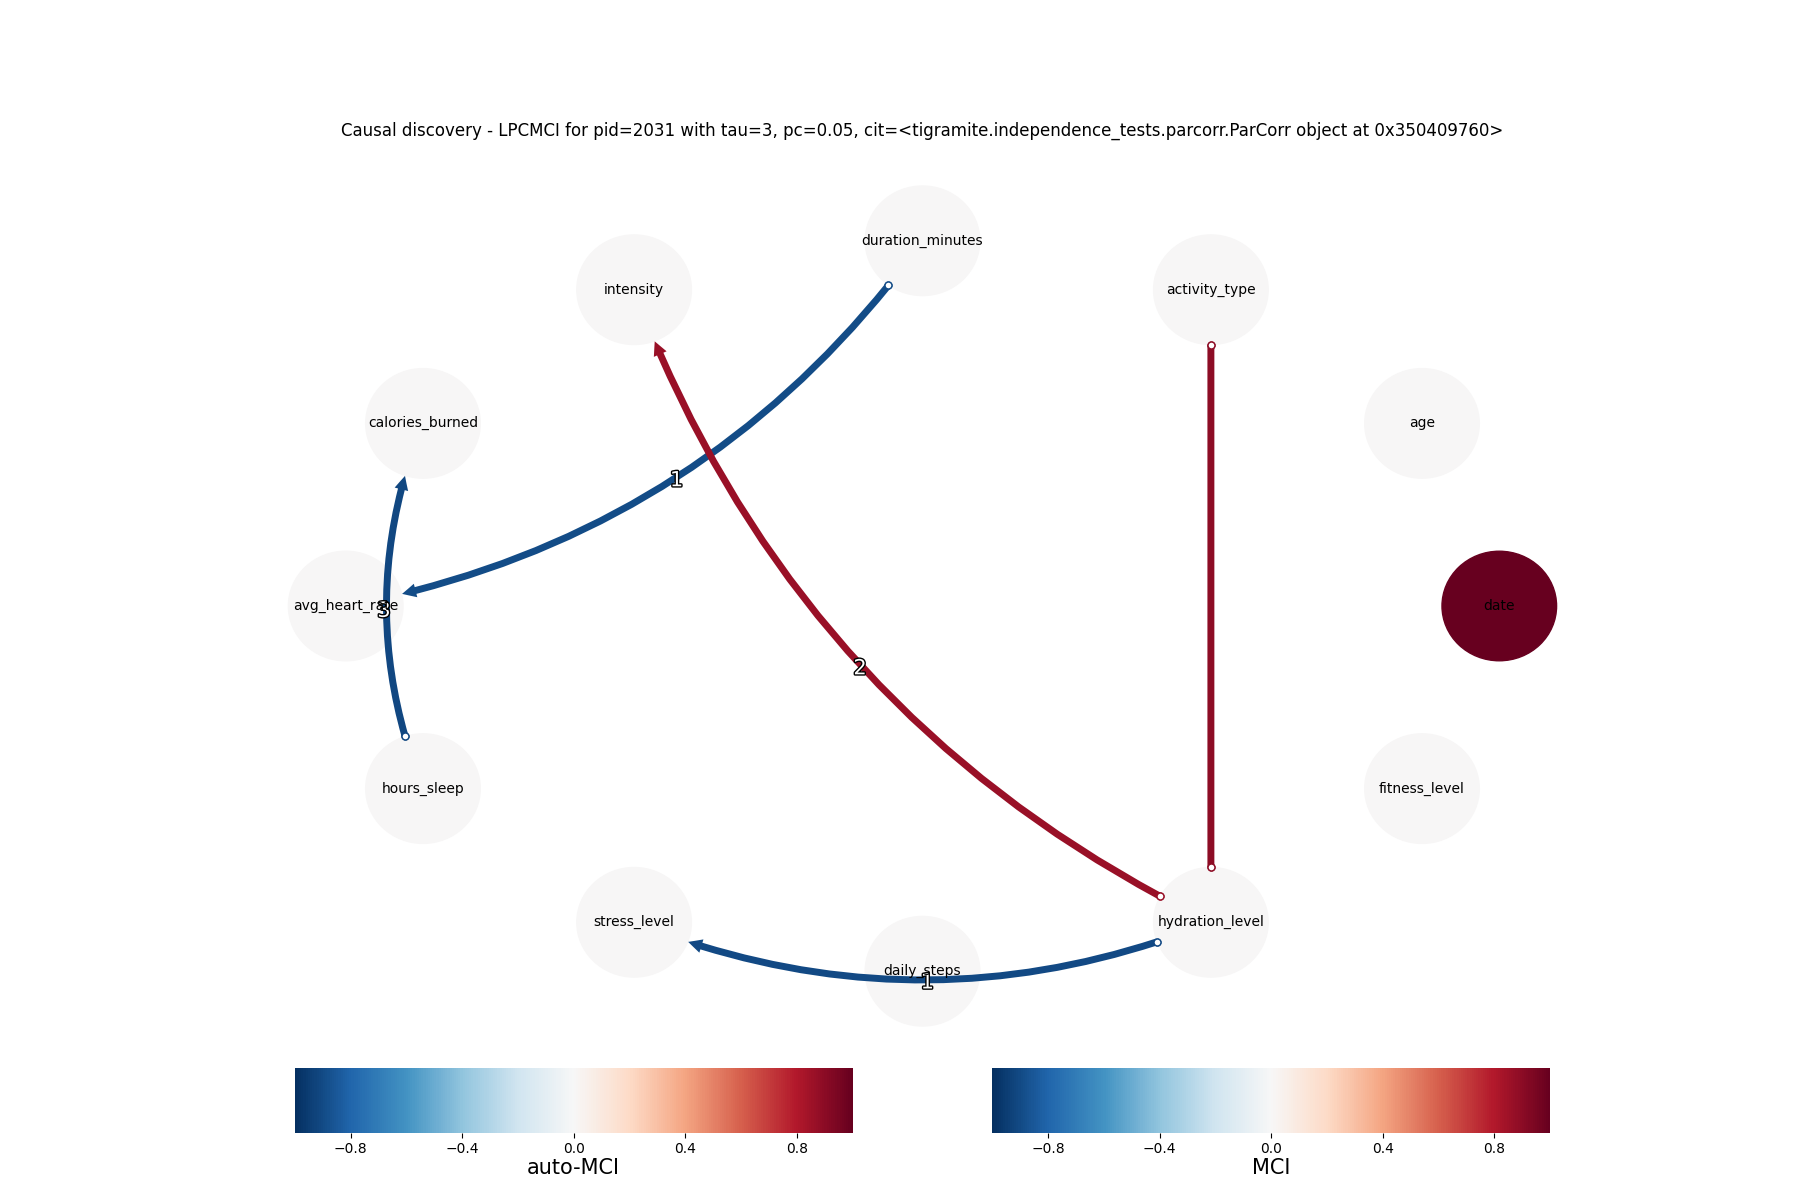 Causal discovery - LPCMCI for pid=2031 with tau=3, pc=0.05, cit=<tigramite.independence_tests.parcorr.ParCorr object at 0x350409760>
duration_minutes
intensity
activity_type
calories_burned
age
1
avg_heart_rate
3
date
2
hours_sleep
fitness_level
stress_level
hydration_level
daily_steps
1
−0.8 −0.4 0.0 0.4 0.8
auto-MCI
−0.8 −0.4 0.0 0.4 0.8
MCI